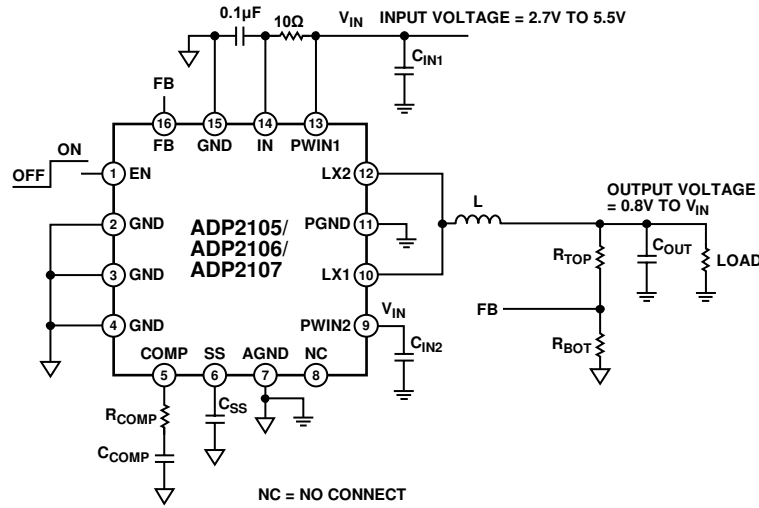 0.1µF
10Ω
VIN
INPUT VOLTAGE = 2.7V TO 5.5V
CIN1
FB
16
15
14
13
FB
GND
IN
PWIN1
ON
OFF
1
EN
LX2
12
2
GND
ADP2105/
ADP2106/
ADP2107
PGND
11
3
GND
LX1
10
4
GND
PWIN2
9
VIN
CIN2
L
OUTPUT VOLTAGE
= 0.8V TO VIN
RTOP
COUT
LOAD
FB
RBOT
COMP
SS
AGND
NC
5
6
7
8
RCOMP
CSS
CCOMP
NC = NO CONNECT